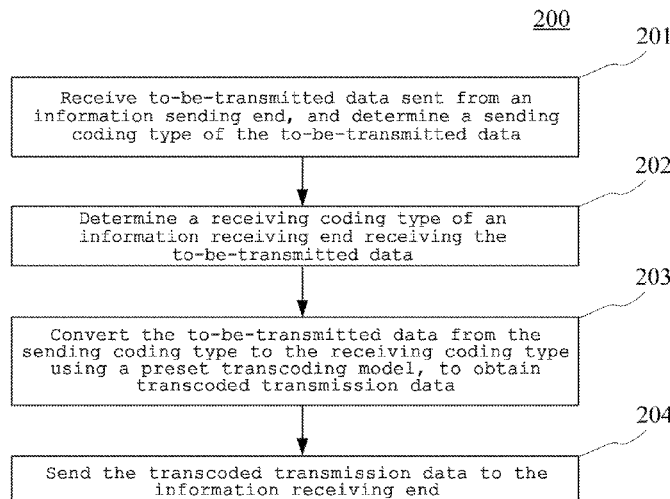 200
201
Receive to-be-transmitted data sent from an
information sending end, and determine a sending
coding type of the to-be-transmitted data
202
Determine a receiving coding type of an
information receiving end receiving the
to-be-transmitted data
203
Convert the to-be-transmitted data from the
sending coding type to the receiving coding type
using a preset transcoding model, to obtain
transcoded transmission data
204
Send the transcoded transmission data to the
information receiving end